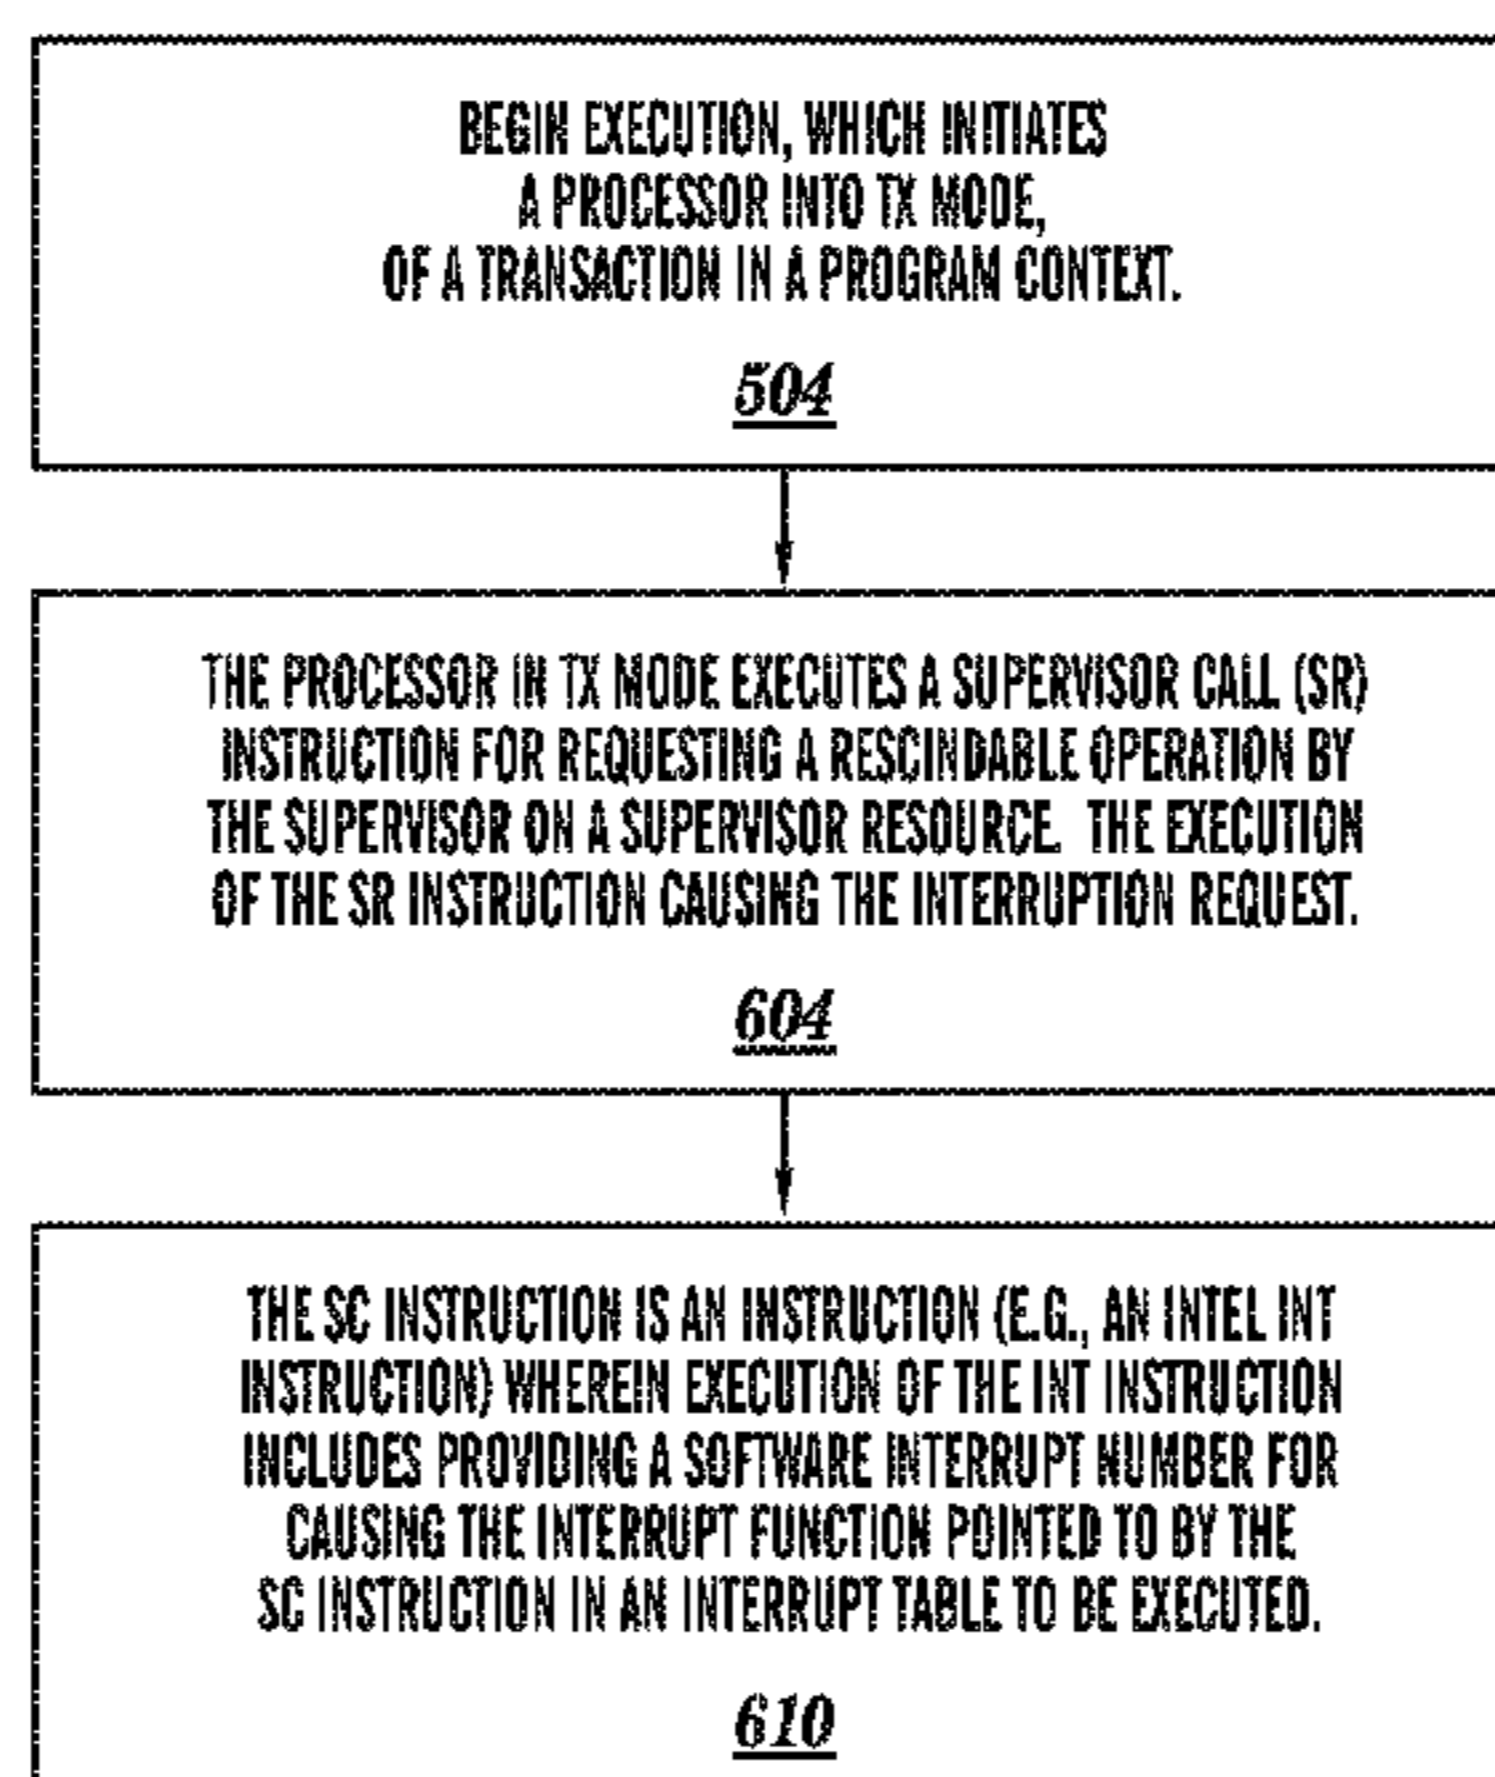 BEGIN EXECUTION, WHICH INITIATES
A PROCESSOR INTO TX MODE,
OF A TRANSACTION IN A PROGRAM CONTEXT.
504
THE PROCESSOR IN TX MODE EXECUTES A SUPERVISOR CALL (SR)
INSTRUCTION FOR REQUESTING A RESCINDABLE OPERATION BY
THE SUPERVISOR ON A SUPERVISOR RESOURCE. THE EXECUTION
OF THE SR INSTRUCTION CAUSING THE INTERRUPTION REQUEST.
604
THE SC INSTRUCTION IS AN INSTRUCTION (E.G., AN INTEL INT
INSTRUCTION) WHEREIN EXECUTION OF THE INT INSTRUCTION
INCLUDES PROVIDING A SOFTWARE INTERRUPT NUMBER FOR
CAUSING THE INTERRUPT FUNCTION POINTED TO BY THE
SC INSTRUCTION IN AN INTERRUPT TABLE TO BE EXECUTED.
610